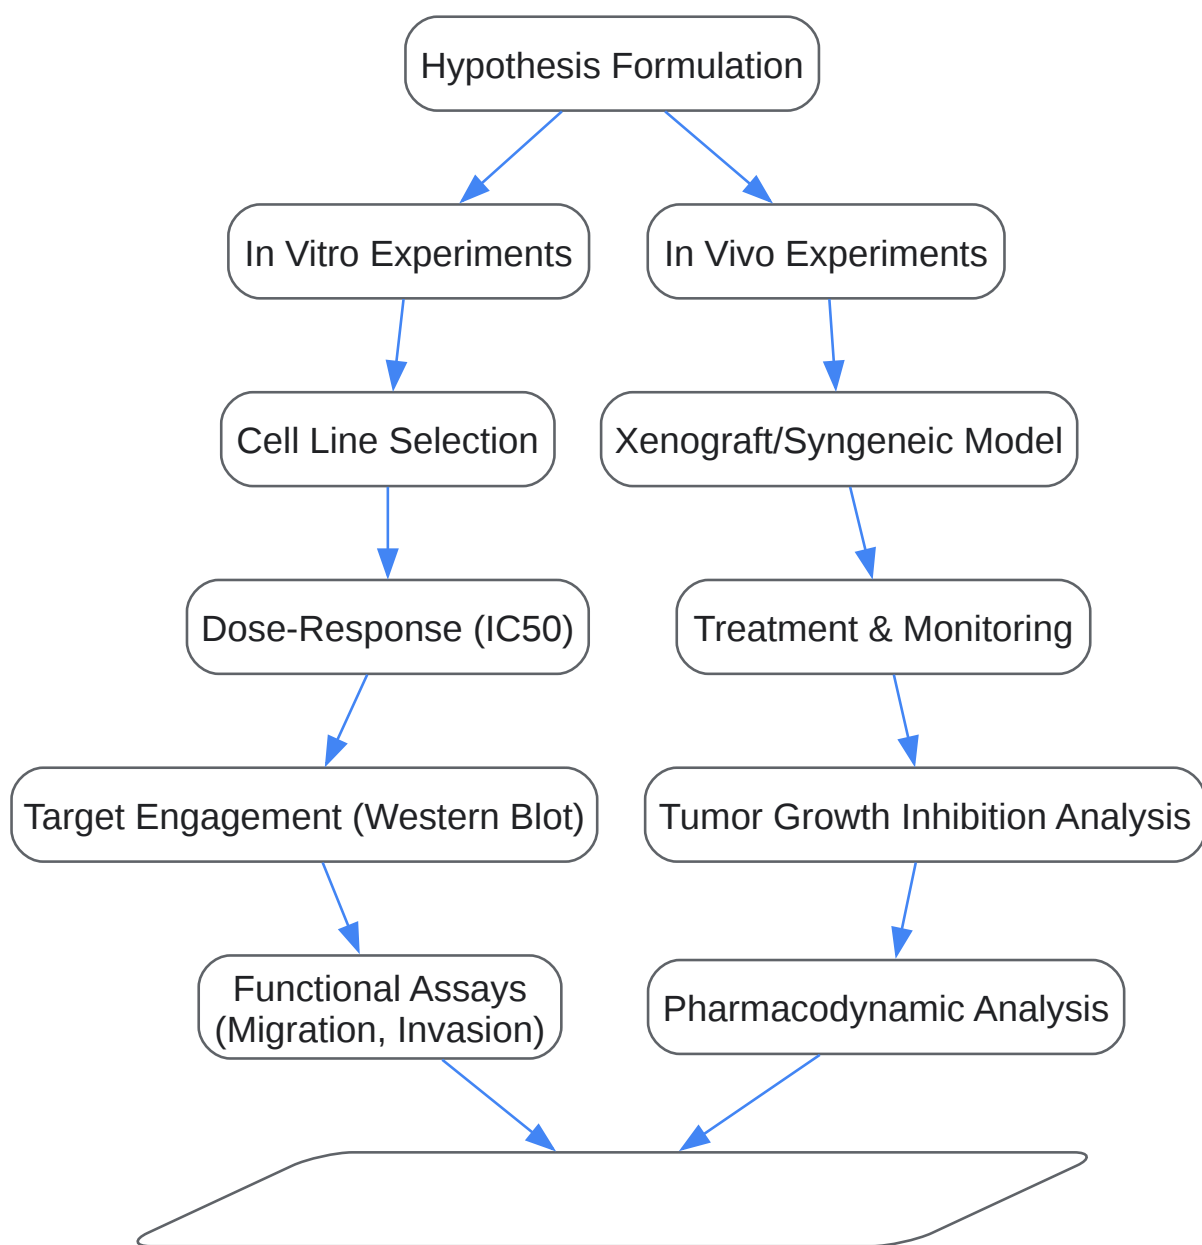 Hypothesis Formulation
In Vitro Experiments
In Vivo Experiments
Cell Line Selection
Xenograft/Syngeneic Model
Dose-Response (IC50)
Treatment & Monitoring
Target Engagement (Western Blot)
Tumor Growth Inhibition Analysis
Functional Assays
(Migration, Invasion)
Pharmacodynamic Analysis